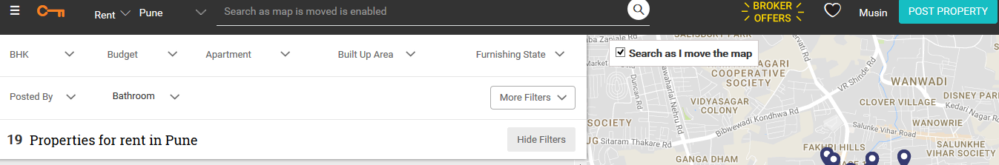 Rent Pune Search as map is moved is enabled BROKER OFFERS Musin POST PROPERTY
BHK Budget Apartment Built Up Area Furnishing State
Posted By Bathroom More Filters
19 Properties for rent in Pune Hide Filters
SALISBURY PARK
Search as I move the map
Market
Duncan Rd
Jawaharlal Nehru Rd
COOPERATIVE
SOCIETY
VR Shinde Rd
WANWADI
VIDYASAGAR
COLONY
CLOVER VILLAGE
DISNEY PAR
Kedari Nagar Ro
Bibwewadi Kondhwa Rd
SOCIETY
Salunke Vihar Road
WANOWRIE
UG Sitaram Thakare Rd
FAKHRI HILLS
SALUNKHE
VIHAR SOCIETY
GANGA DHAM